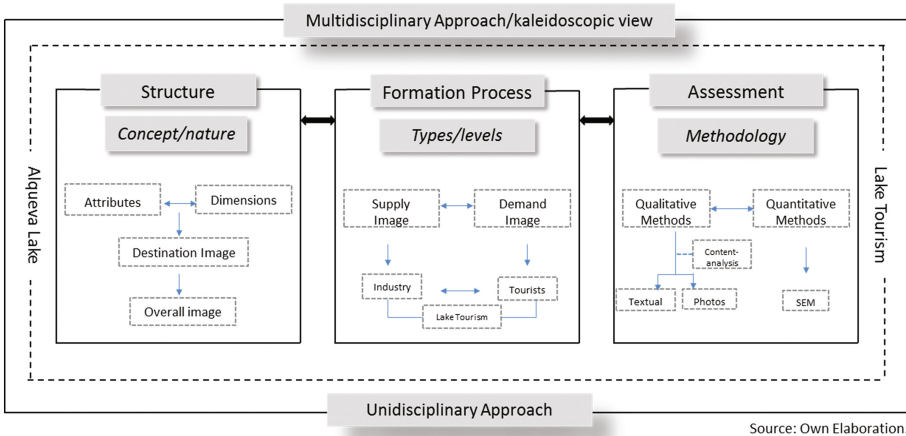 Multidisciplinary Approach/kaleidoscopic view
Structure
Concept/nature
Attributes
Dimensions
Destination Image
Overall image
Formation Process
Types/levels
Supply
Image
Demand
Image
Industry
Tourists
Lake Tourism
Assessment
Methodology
Qualitative
Methods
Quantitative
Methods
Content-
analysis
Textual
Photos
SEM
Alqueva Lake
Lake Tourism
Unidisciplinary Approach
Source: Own Elaboration.